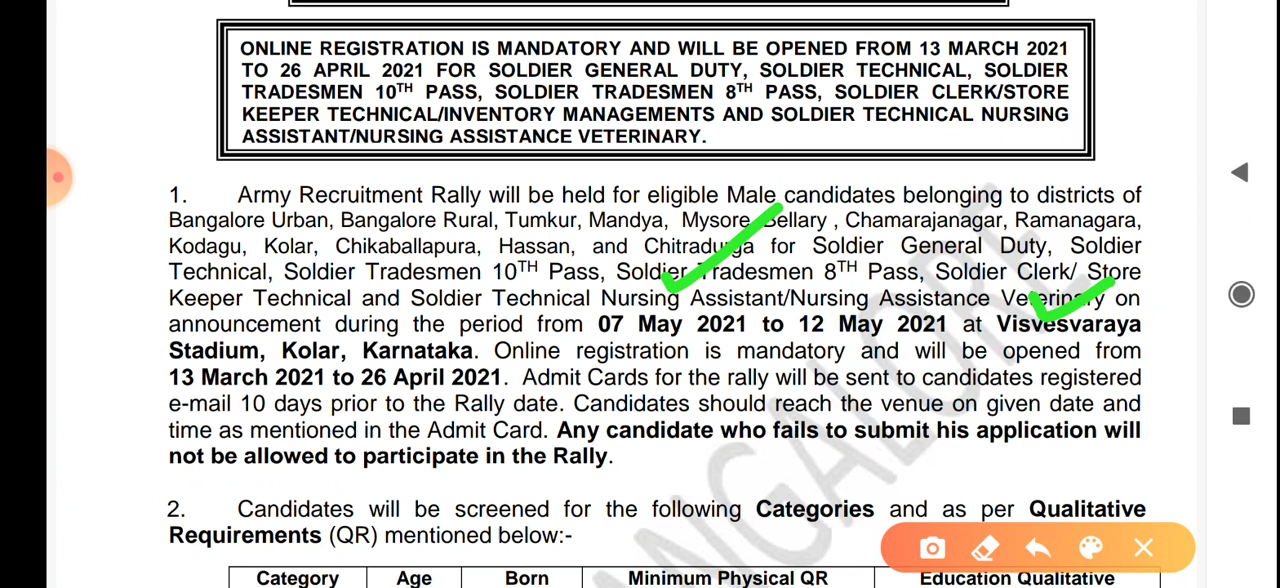 ONLINE REGISTRATION IS MANDATORY AND WILL BE OPENED FROM 13 MARCH 2021
TO 26 APRIL 2021 FOR SOLDIER GENERAL DUTY, SOLDIER TECHNICAL, SOLDIER
TRADESMEN 10TH PASS, SOLDIER TRADESMEN 8TH PASS, SOLDIER CLERK/STORE
KEEPER TECHNICAL/INVENTORY MANAGEMENTS AND SOLDIER TECHNICAL NURSING
ASSISTANT/NURSING ASSISTANCE VETERINARY.
1. Army Recruitment Rally will be held for eligible Male candidates belonging to districts of
Bangalore Urban, Bangalore Rural, Tumkur, Mandya, Mysore, Bellary , Chamarajanagar, Ramanagara,
Kodagu, Kolar, Chikaballapura, Hassan, and Chitradurga for Soldier General Duty, Soldier
Technical, Soldier Tradesmen 10TH Pass, Soldier Tradesmen 8TH Pass, Soldier Clerk/ Store
Keeper Technical and Soldier Technical Nursing Assistant/Nursing Assistance Veterinary on
announcement during the period from 07 May 2021 to 12 May 2021 at Visvesvaraya
Stadium, Kolar, Karnataka. Online registration is mandatory and will be opened from
13 March 2021 to 26 April 2021. Admit Cards for the rally will be sent to candidates registered
e-mail 10 days prior to the Rally date. Candidates should reach the venue on given date and
time as mentioned in the Admit Card. Any candidate who fails to submit his application will
not be allowed to participate in the Rally.
2. Candidates will be screened for the following Categories and as per Qualitative
Requirements (QR) mentioned below:-
Category Age Born Minimum Physical QR Education Qualitative
NGALORE